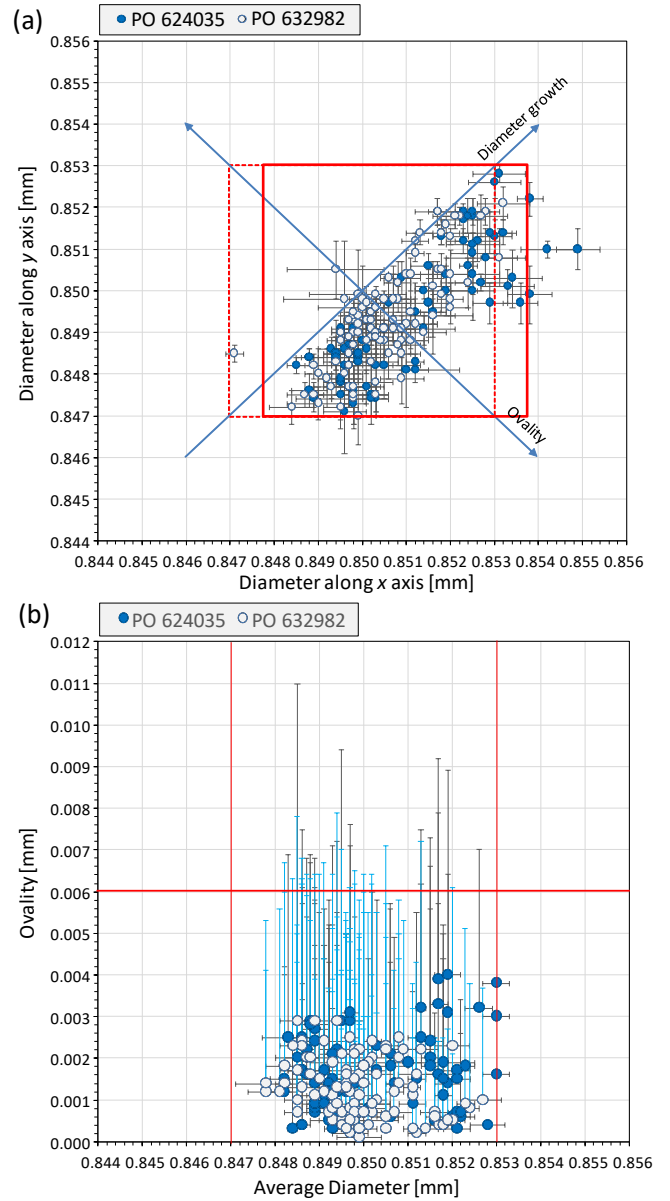 (a)
PO 624035 PO 632982
0.856
0.855
0.854
0.853
0.852
0.851
0.850
0.849
0.848
0.847
0.846
0.845
0.844
Diameter along y axis [mm]
Diameter growth
Ovality
0.844 0.845 0.846 0.847 0.848 0.849 0.850 0.851 0.852 0.853 0.854 0.855 0.856
Diameter along x axis [mm]
(b)
PO 624035 PO 632982
0.012
0.011
0.010
0.009
0.008
0.007
0.006
0.005
0.004
0.003
0.002
0.001
0.000
Ovality [mm]
0.844 0.845 0.846 0.847 0.848 0.849 0.850 0.851 0.852 0.853 0.854 0.855 0.856
Average Diameter [mm]